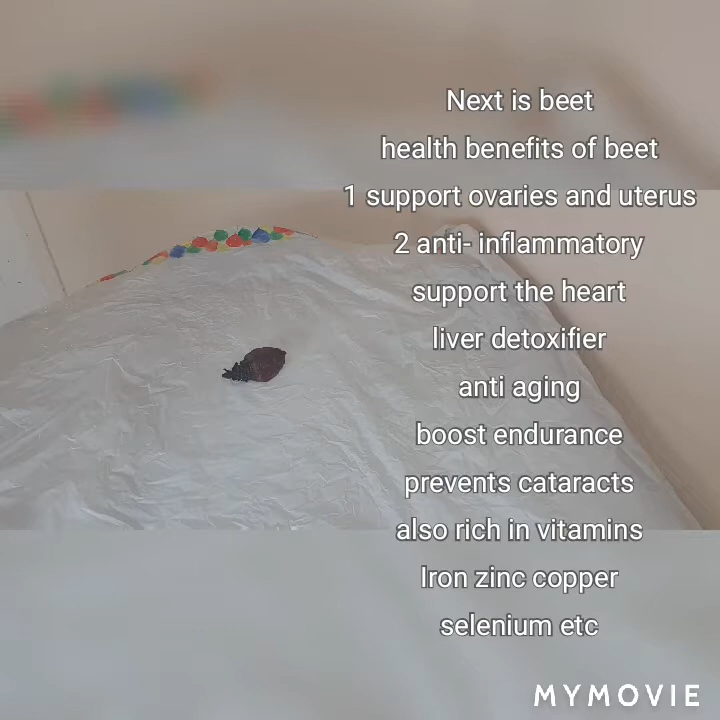 Next is beet
health benefits of beet
1 support ovaries and uterus
2 anti- inflammatory
support the heart
liver detoxifier
anti aging
boost endurance
prevents cataracts
also rich in vitamins
Iron zinc copper
selenium etc
MYMOVIE